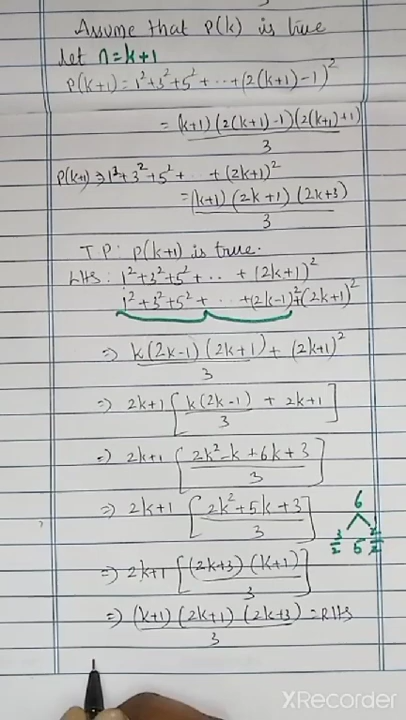 Assume that P(k) is true
Let n=k+1
P(k+1) = 1²+3²+5²+ ... +(2(k+1)-1)²
= (k+1)(2(k+1)-1)(2(k+1)+1)
3
P(k+1) ⇒ 1²+3²+5²+ ... +(2k+1)²
= (k+1)(2k+1)(2k+3)
3
T P: P(k+1) is true.
LHS: 1²+3²+5²+ ... +(2k+1)²
1²+3²+5²+ ... +(2k-1)²+(2k+1)²
⇒ k(2k-1)(2k+1) + (2k+1)²
3
⇒ 2k+1 [k(2k-1) + 2k+1]
3
⇒ 2k+1 [2k²-k+6k+3]
3
6
⇒ 2k+1 [2k²+5k+3]
3
3/2 5 2/2
⇒ 2k+1 [(2k+3)(k+1)]
3
⇒ (k+1)(2k+1)(2k+3) = RHS
3
XRecorder